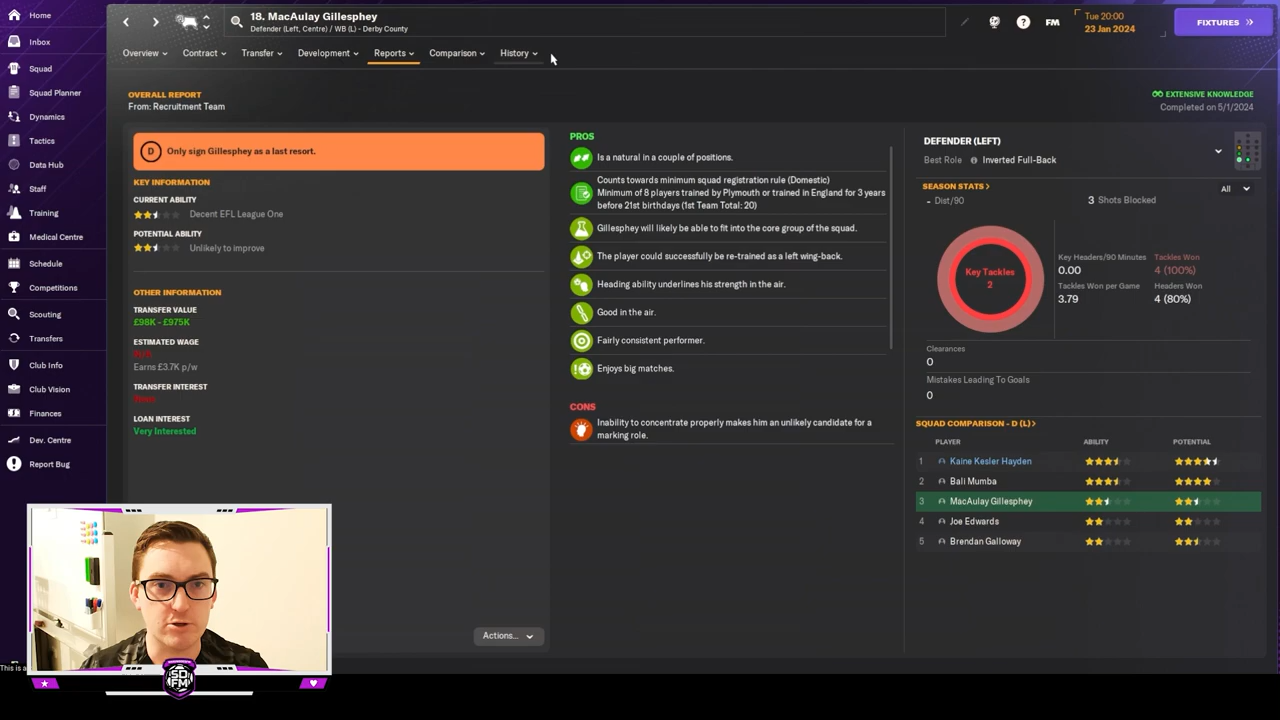 Home
Inbox
Squad
Squad Planner
Dynamics
Tactics
Data Hub
Staff
Training
Medical Centre
Schedule
Competitions
Scouting
Transfers
Club Info
Club Vision
Finances
Dev. Centre
Report Bug
This is a
18. MacAulay Gillesphey
Defender (Left, Centre) / WB (L) - Derby County
FM
Tue 20:00
23 Jan 2024
FIXTURES
Overview
Contract
Transfer
Development
Reports
Comparison
History
OVERALL REPORT
From: Recruitment Team
EXTENSIVE KNOWLEDGE
Completed on 5/1/2024
D Only sign Gillesphey as a last resort.
KEY INFORMATION
CURRENT ABILITY
Decent EFL League One
POTENTIAL ABILITY
Unlikely to improve
OTHER INFORMATION
TRANSFER VALUE
£98K - £975K
ESTIMATED WAGE
N/A
Earns £3.7K p/w
TRANSFER INTEREST
None
LOAN INTEREST
Very Interested
Actions...
PROS
Is a natural in a couple of positions.
Counts towards minimum squad registration rule (Domestic)
Minimum of 8 players trained by Plymouth or trained in England for 3 years
before 21st birthdays (1st Team Total: 20)
Gillesphey will likely be able to fit into the core group of the squad.
The player could successfully be re-trained as a left wing-back.
Heading ability underlines his strength in the air.
Good in the air.
Fairly consistent performer.
Enjoys big matches.
CONS
Inability to concentrate properly makes him an unlikely candidate for a
marking role.
DEFENDER (LEFT)
Best Role Inverted Full-Back
SEASON STATS >
All
- Dist/90
3 Shots Blocked
Key Tackles
2
Key Headers/90 Minutes
0.00
Tackles Won
4 (100%)
Tackles Won per Game
3.79
Headers Won
4 (80%)
Clearances
0
Mistakes Leading To Goals
0
SQUAD COMPARISON - D (L) >
PLAYER ABILITY POTENTIAL
1 Kaine Kesler Hayden
2 Bali Mumba
3 MacAulay Gillesphey
4 Joe Edwards
5 Brendan Galloway
SD
FM